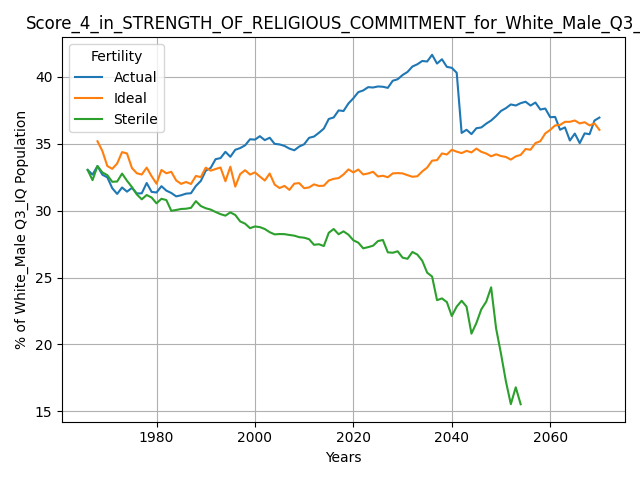 Score_4_in_STRENGTH_OF_RELIGIOUS_COMMITMENT_for_White_Male_Q3_
Fertility
Actual
Ideal
Sterile
% of White_Male Q3_IQ Population
40
35
30
25
20
15
1980
2000
2020
2040
2060
Years